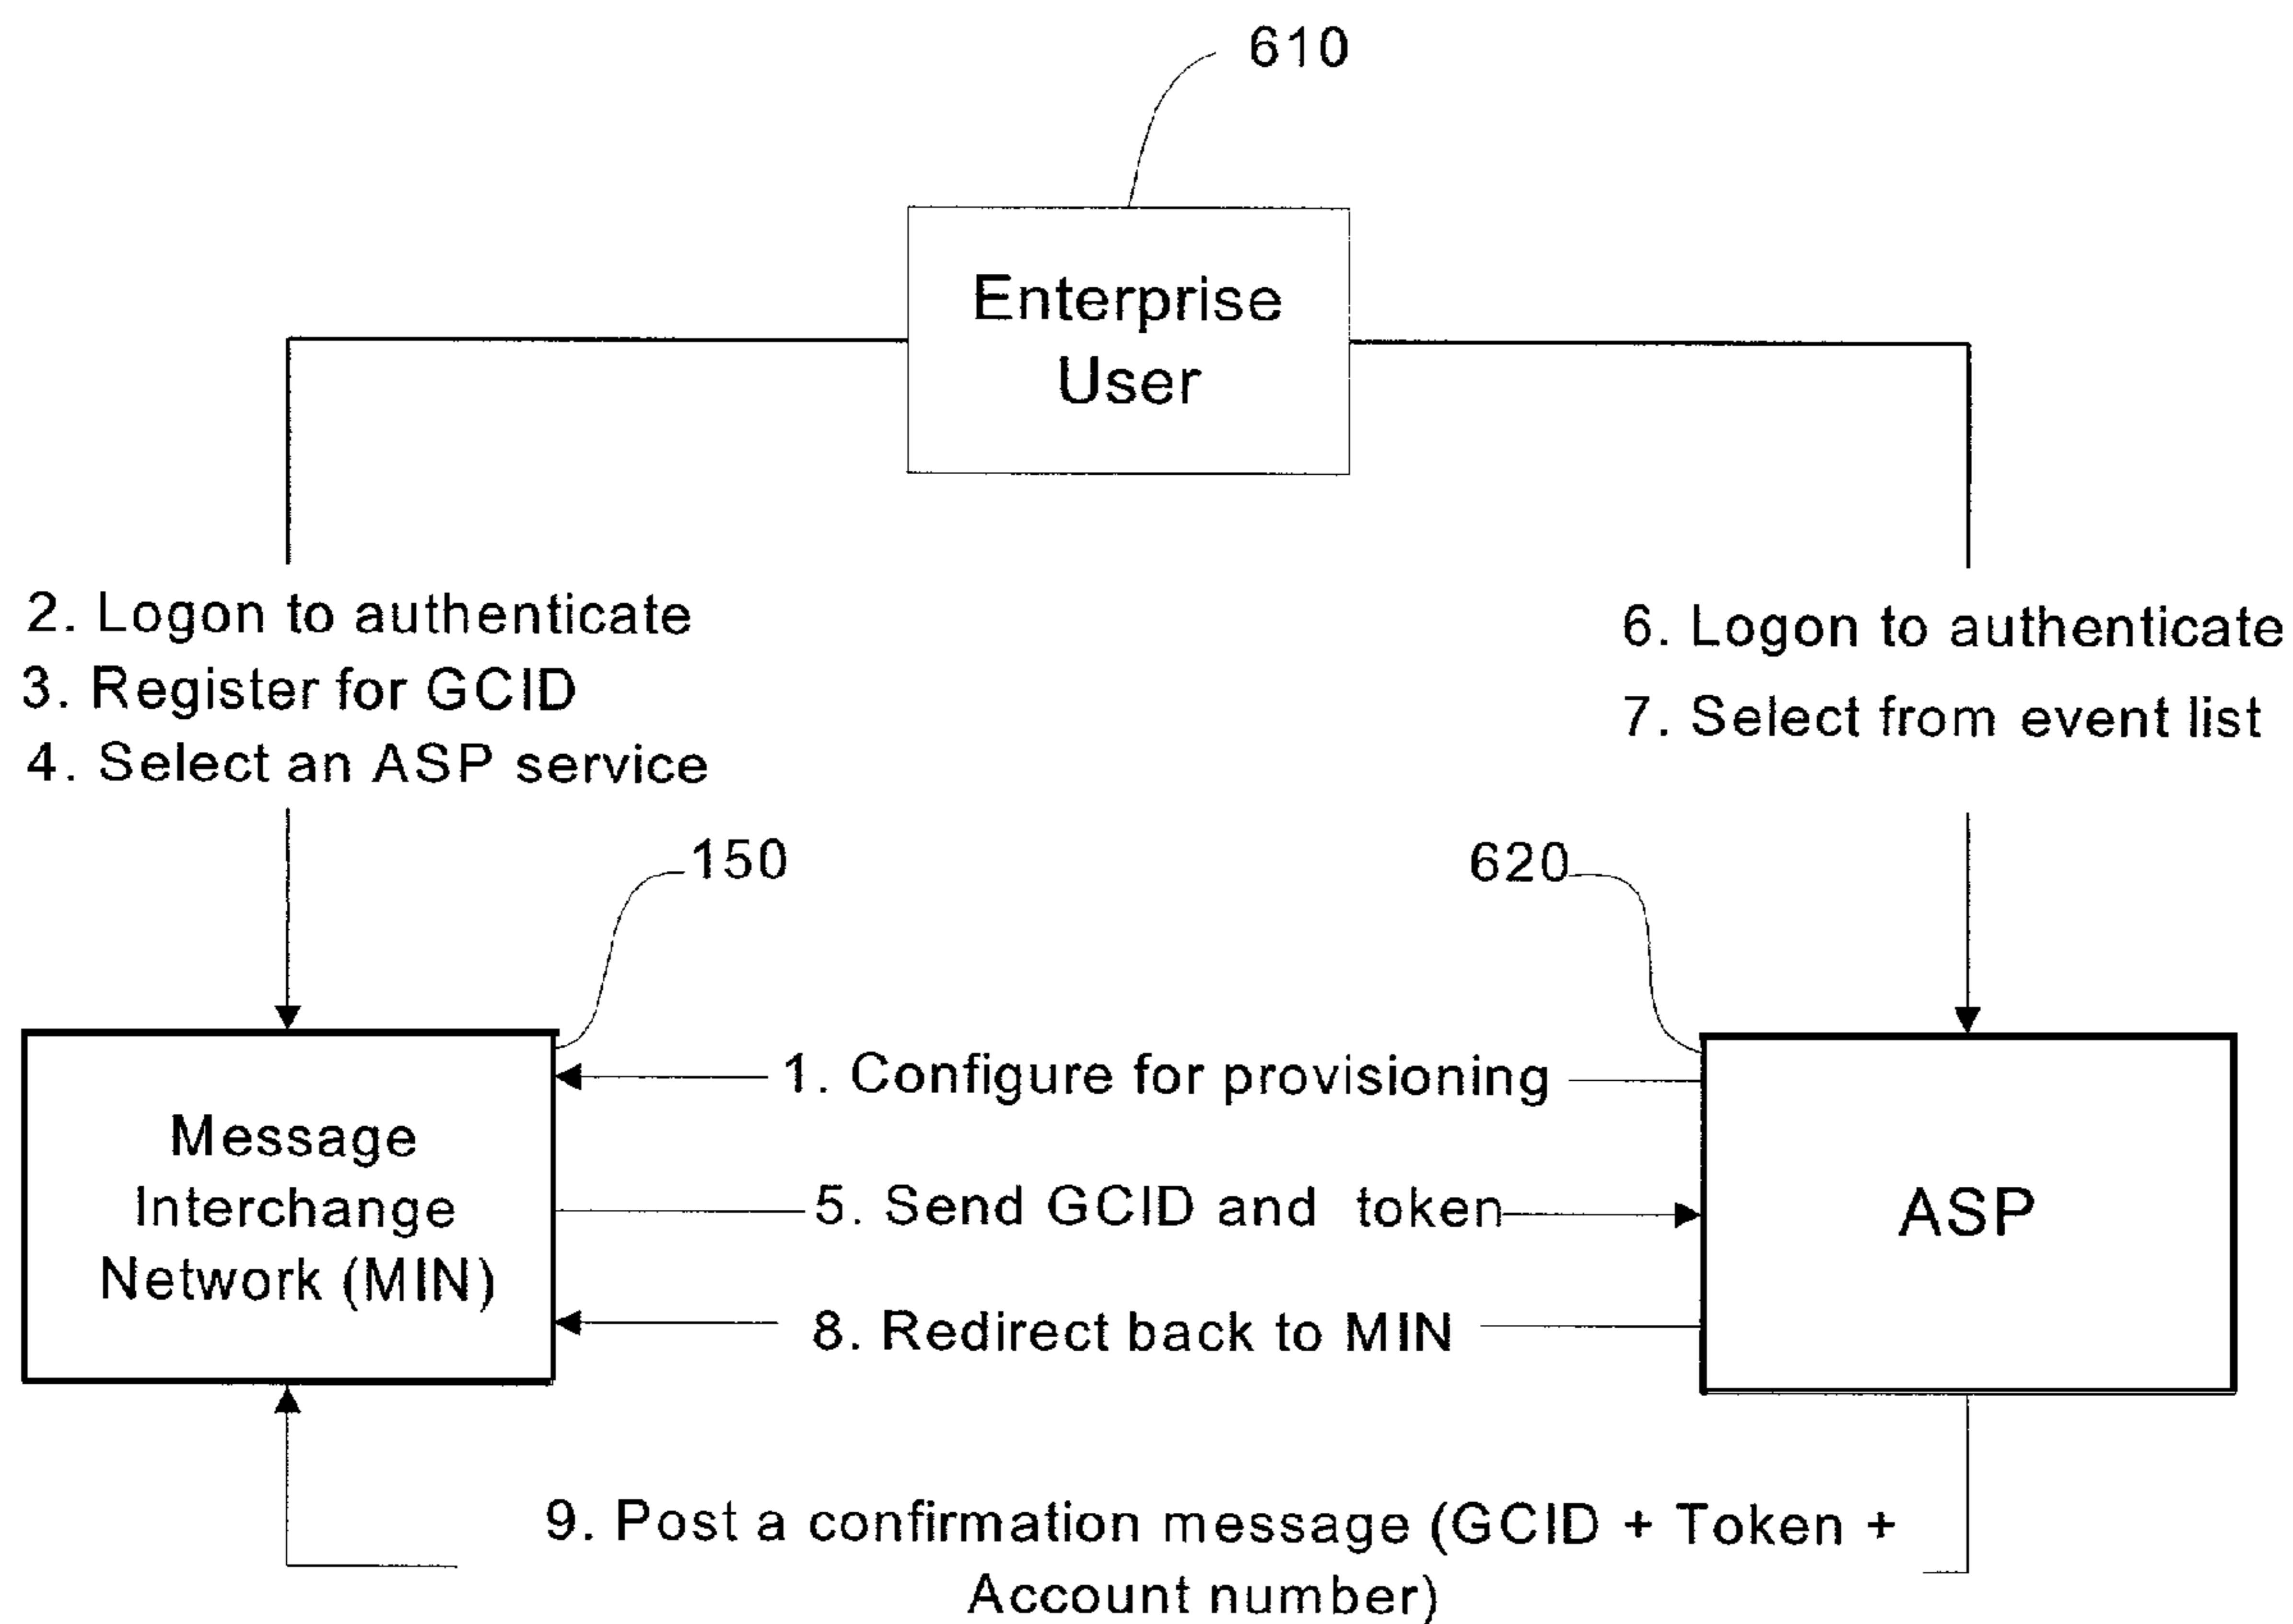 610
Enterprise
User
2. Logon to authenticate
3. Register for GCID
4. Select an ASP service
6. Logon to authenticate
7. Select from event list
150
620
Message
Interchange
Network (MIN)
1. Configure for provisioning
5. Send GCID and token
8. Redirect back to MIN
ASP
9. Post a confirmation message (GCID + Token +
Account number)